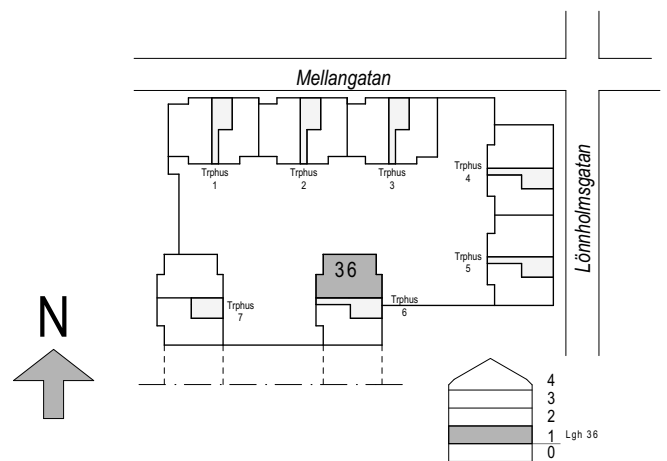 Mellangatan
Trphus
1
Trphus
2
Trphus
3
Trphus
4
Lönnholmsgatan
Trphus
5
36
Trphus
6
Trphus
7
N
4
3
2
1 Lgh 36
0